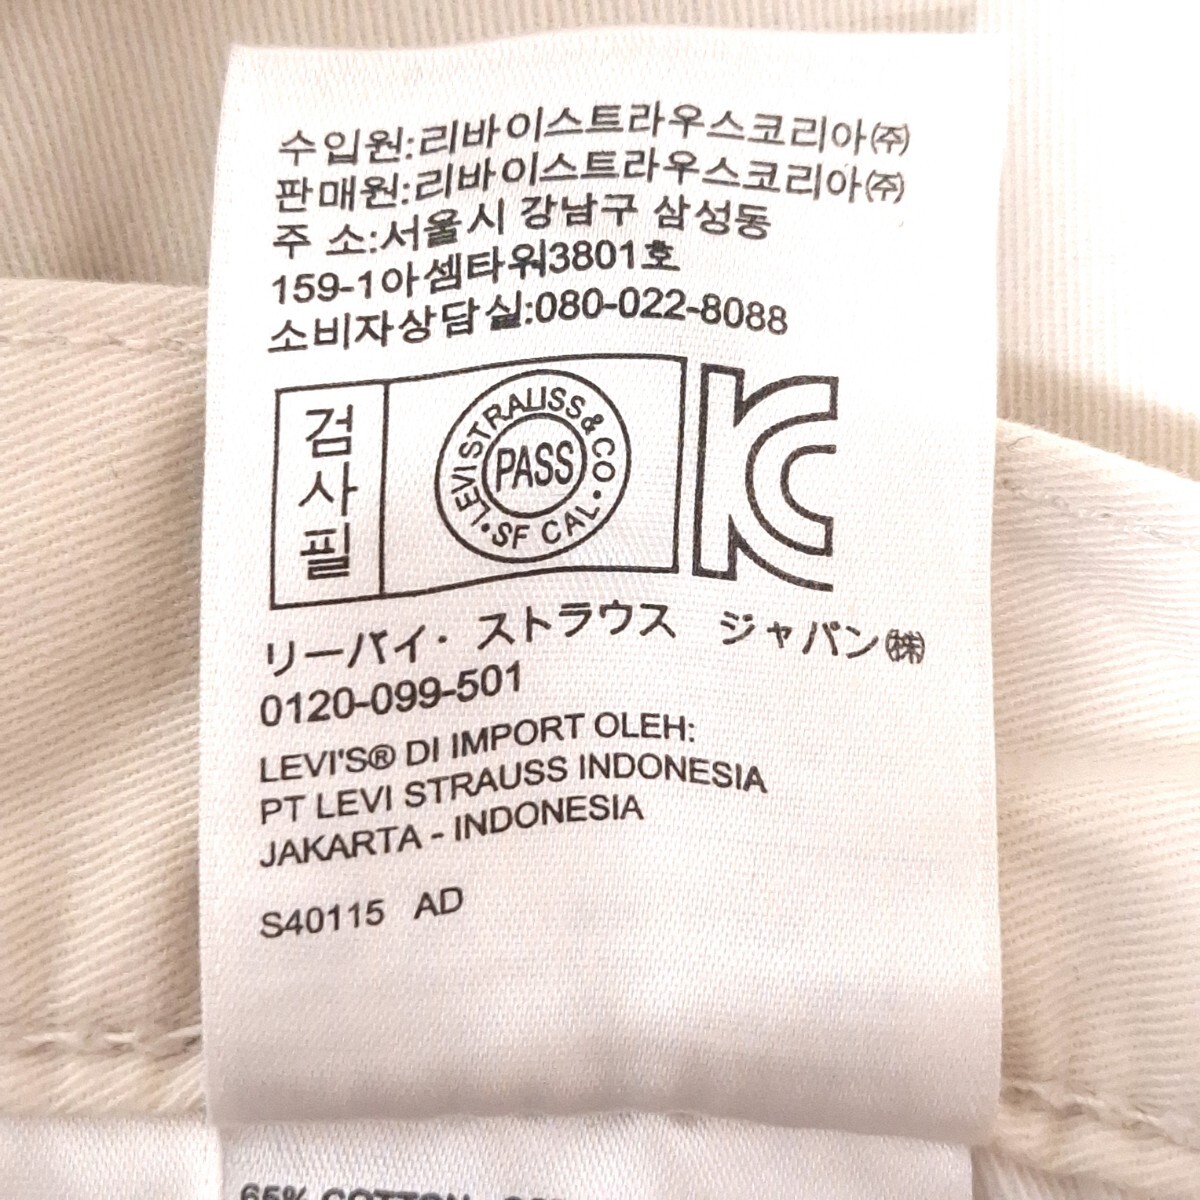 수입원:리바이스트라우스코리아㈜
판매원:리바이스트라우스코리아㈜
주 소:서울시 강남구 삼성동
159-1아셈타워3801호
소비자상담실:080-022-8088
검
사
필
LEVI STRAUSS & CO
PASS
SF CAL
KC
リーバイ・ストラウス ジャパン㈱
0120-099-501
LEVI'S® DI IMPORT OLEH:
PT LEVI STRAUSS INDONESIA
JAKARTA - INDONESIA
S40115 AD
65% COTTON